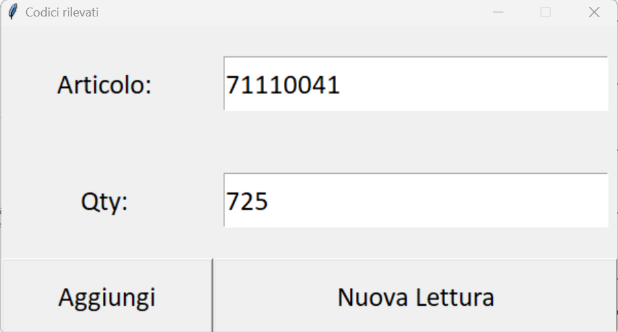 Codici rilevati
Articolo: 71110041
Qty: 725
Aggiungi Nuova Lettura